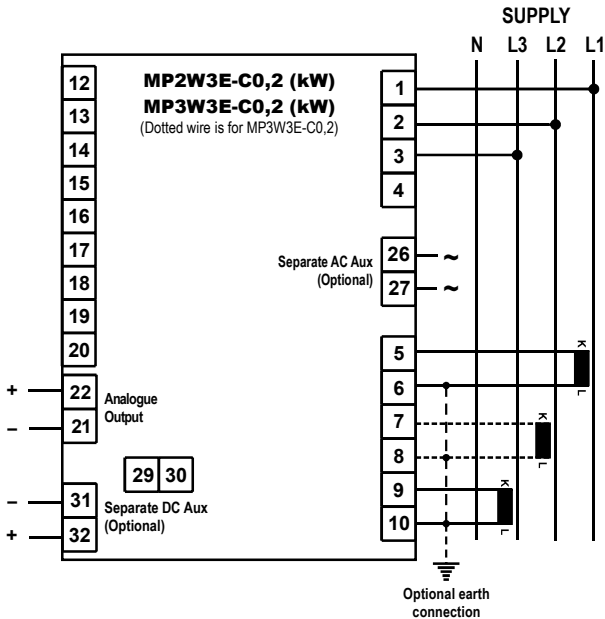 SUPPLY
N L3 L2 L1
MP2W3E-C0,2 (kW)
MP3W3E-C0,2 (kW)
(Dotted wire is for MP3W3E-C0,2)
12
13
14
15
16
17
18
19
20
1
2
3
4
Separate AC Aux
(Optional)
26 ~
27 ~
+ 22
– 21
Analogue
Output
29 30
– 31
+ 32
Separate DC Aux
(Optional)
5
6
7
8
9
10
K
L
K
L
K
L
Optional earth
connection